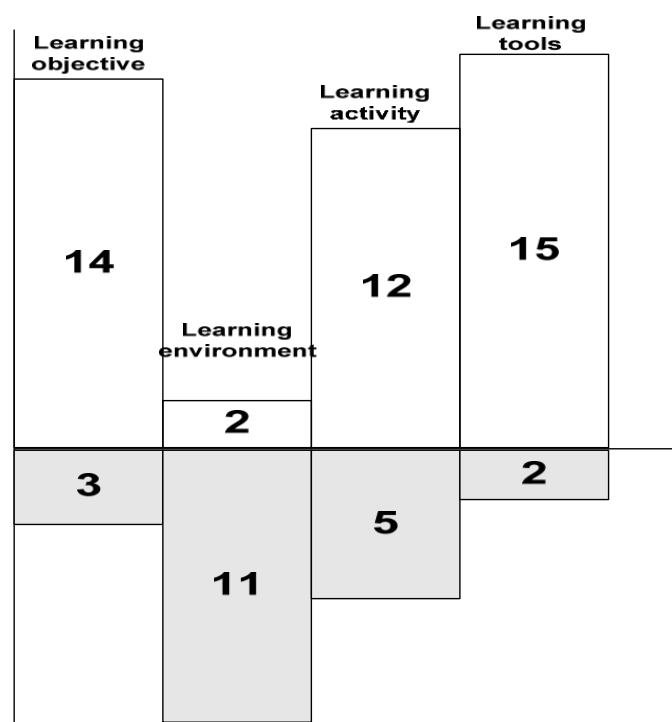 Learning
tools
Learning
objective
Learning
activity
14
15
12
Learning
environment
2
3
2
5
11